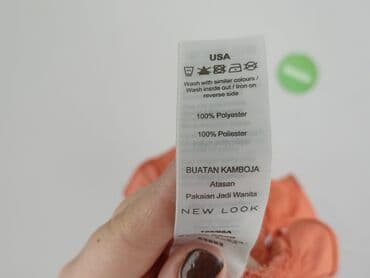 USA
Wash with similar colours /
Wash inside out / Iron on
reverse side
100% Polyester
100% Poliester
BUATAN KAMBOJA
Atasan
Pakaian Jadi Wanita
NEW LOOK